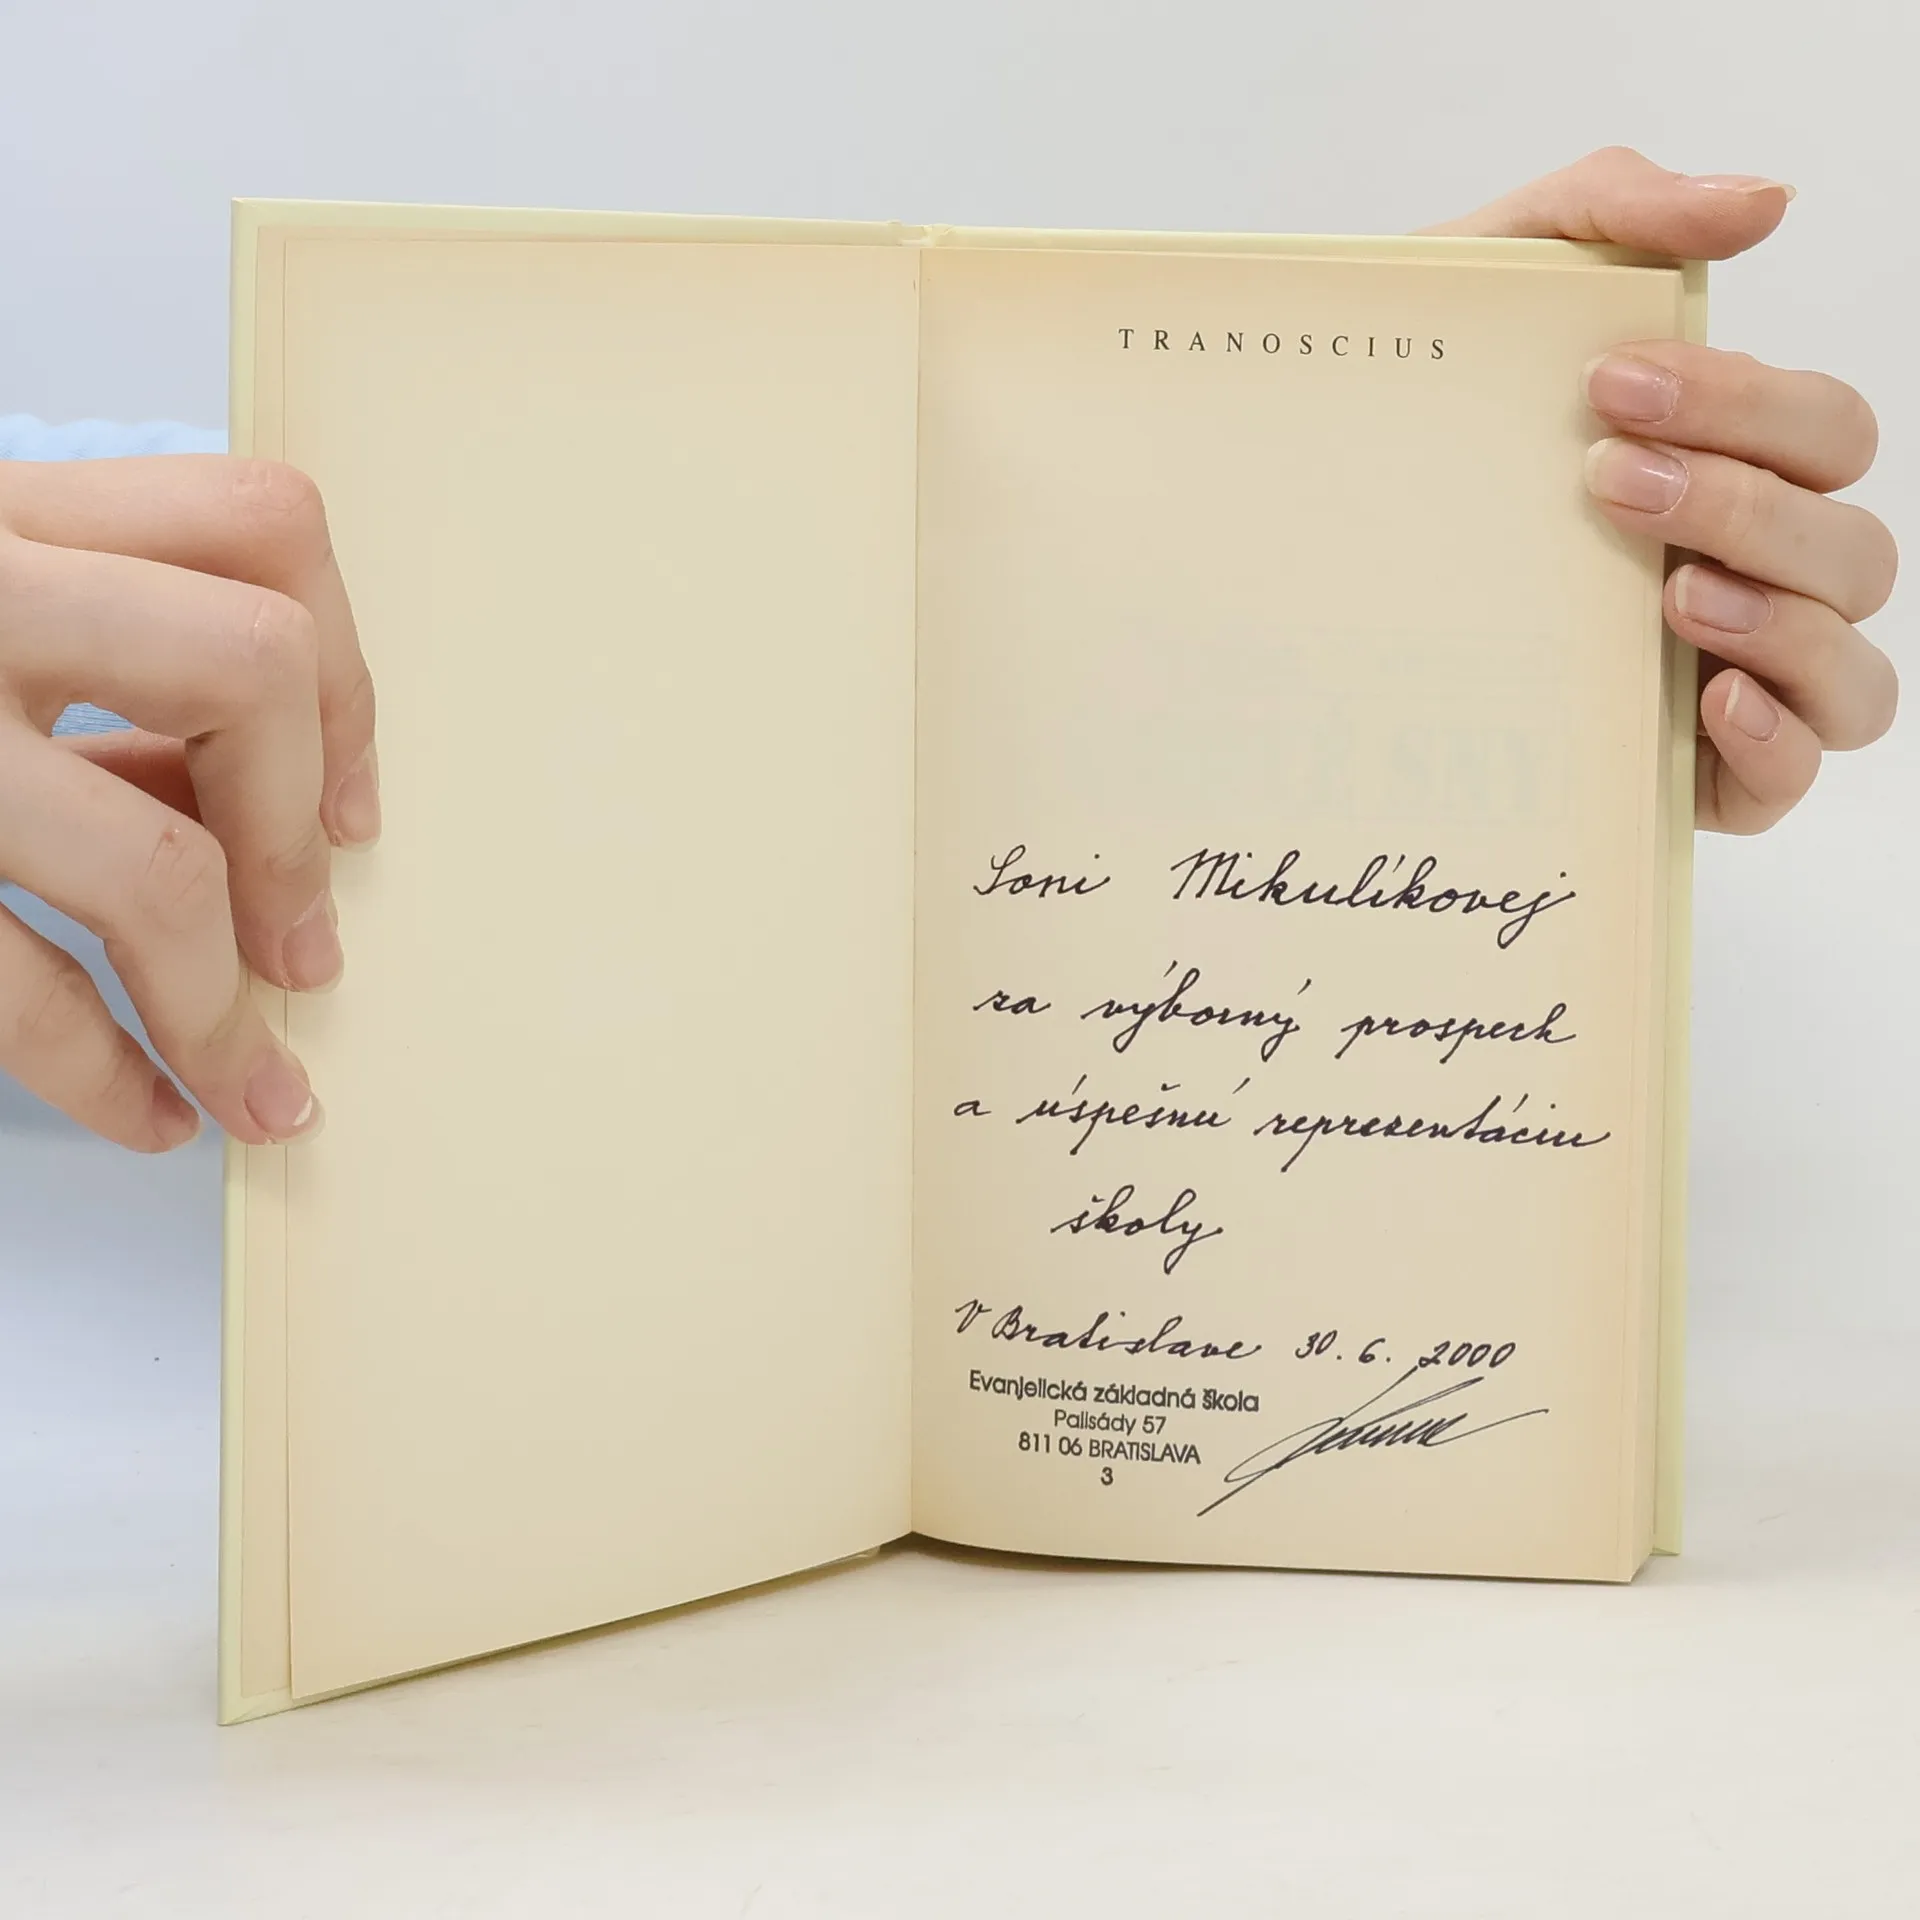 TRANOSCIUS
Soni Mikulíkovej
za výborný prospech
a úspešnú reprezentáciu
školy
V Bratislave 30. 6. 2000
Evanjelická základná škola
Palisády 57
811 06 BRATISLAVA
3